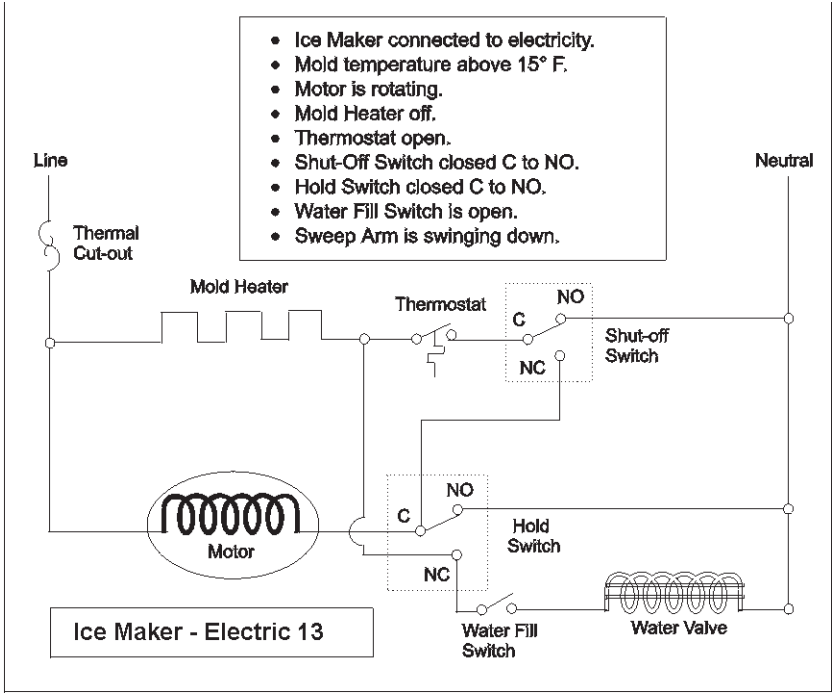 • Ice Maker connected to electricity.
• Mold temperature above 15° F.
• Motor is rotating.
• Mold Heater off.
• Thermostat open.
• Shut-Off Switch closed C to NO.
• Hold Switch closed C to NO.
• Water Fill Switch is open.
• Sweep Arm is swinging down.
Line
Neutral
Thermal
Cut-out
Mold Heater
Thermostat
NO
C
NC
Shut-off
Switch
NO
C
NC
Hold
Switch
Motor
Water Fill
Switch
Water Valve
Ice Maker - Electric 13